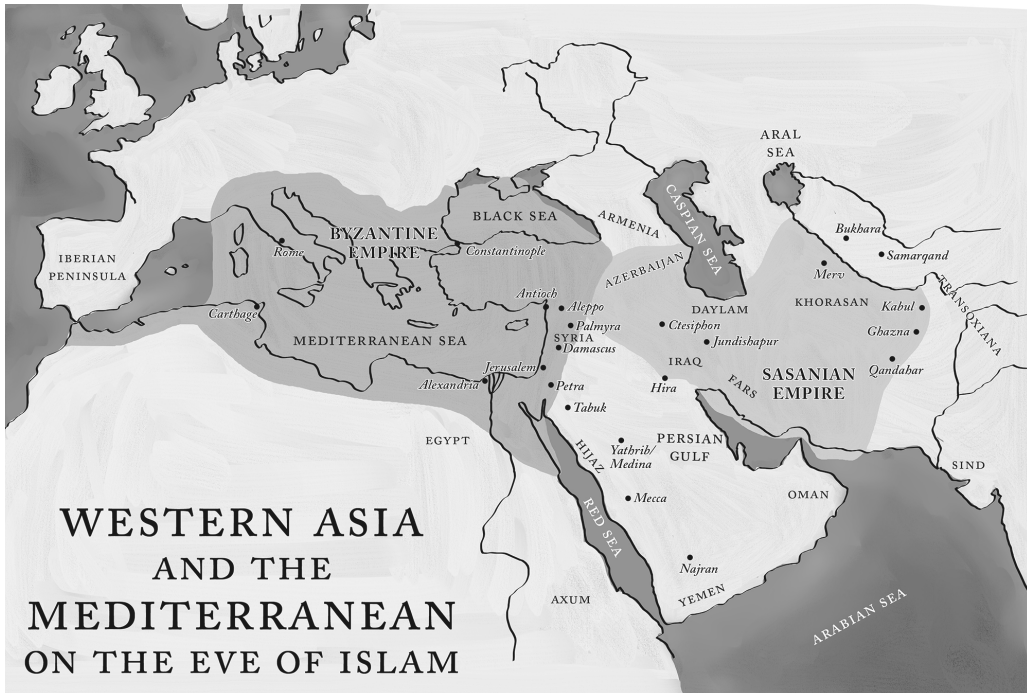 ARAL
SEA
CASPIAN SEA
BLACK SEA
ARMENIA
BYZANTINE
EMPIRE
Rome
Constantinople
IBERIAN
PENINSULA
AZERBAIJAN
Bukhara
Samarqand
Merv
TRANSOXIANA
KHORASAN
Kabul
Ghazna
Qandahar
DAYLAM
Antioch
Aleppo
Palmyra
SYRIA
Damascus
Ctesiphon
Jundishapur
Carthage
MEDITERRANEAN SEA
IRAQ
Hira
FARS
SASANIAN
EMPIRE
Jerusalem
Alexandria
Petra
Tabuk
EGYPT
HIJAZ
Yathrib/
Medina
PERSIAN
GULF
SIND
Mecca
OMAN
RED SEA
Najran
YEMEN
AXUM
ARABIAN SEA
WESTERN ASIA
AND THE
MEDITERRANEAN
ON THE EVE OF ISLAM